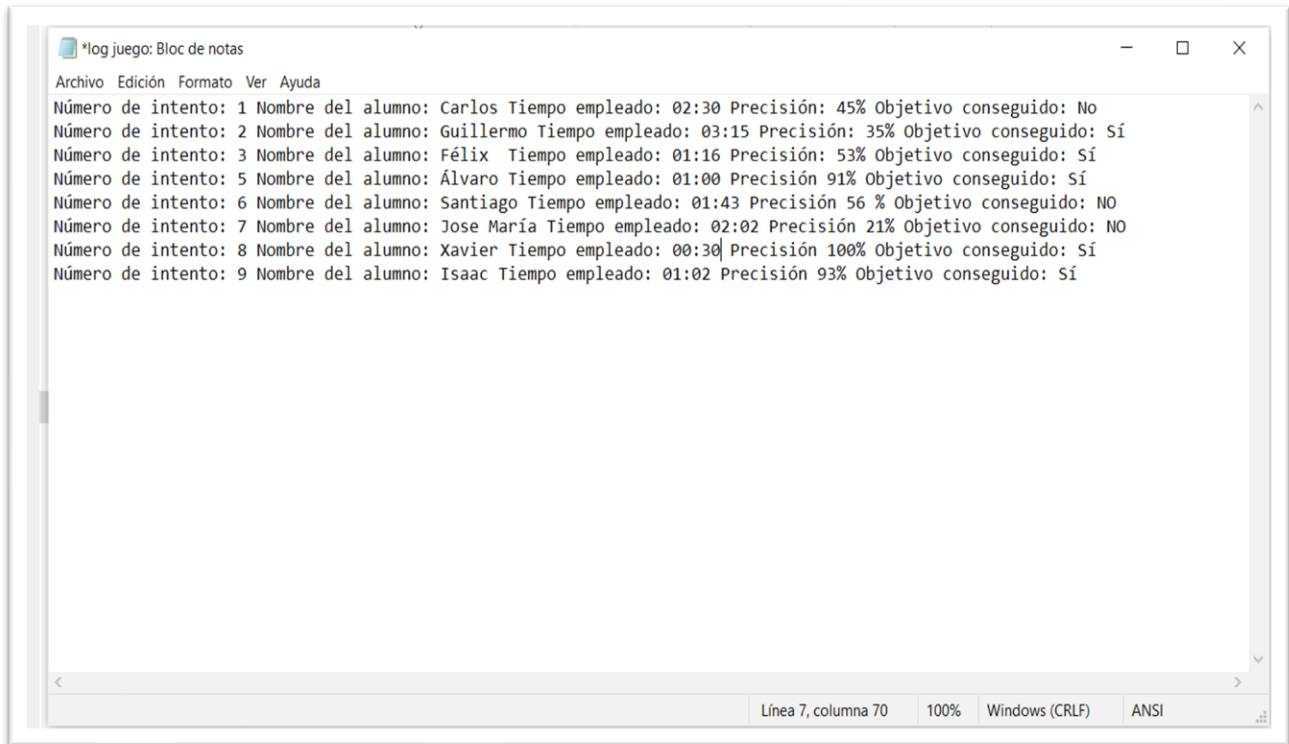 *log juego: Bloc de notas
Archivo Edición Formato Ver Ayuda
Número de intento: 1 Nombre del alumno: Carlos Tiempo empleado: 02:30 Precisión: 45% Objetivo conseguido: No
Número de intento: 2 Nombre del alumno: Guillermo Tiempo empleado: 03:15 Precisión: 35% Objetivo conseguido: Sí
Número de intento: 3 Nombre del alumno: Félix  Tiempo empleado: 01:16 Precisión: 53% Objetivo conseguido: Sí
Número de intento: 5 Nombre del alumno: Álvaro Tiempo empleado: 01:00 Precisión 91% Objetivo conseguido: Sí
Número de intento: 6 Nombre del alumno: Santiago Tiempo empleado: 01:43 Precisión 56 % Objetivo conseguido: NO
Número de intento: 7 Nombre del alumno: Jose María Tiempo empleado: 02:02 Precisión 21% Objetivo conseguido: NO
Número de intento: 8 Nombre del alumno: Xavier Tiempo empleado: 00:30 Precisión 100% Objetivo conseguido: Sí
Número de intento: 9 Nombre del alumno: Isaac Tiempo empleado: 01:02 Precisión 93% Objetivo conseguido: Sí
Línea 7, columna 70 100% Windows (CRLF) ANSI